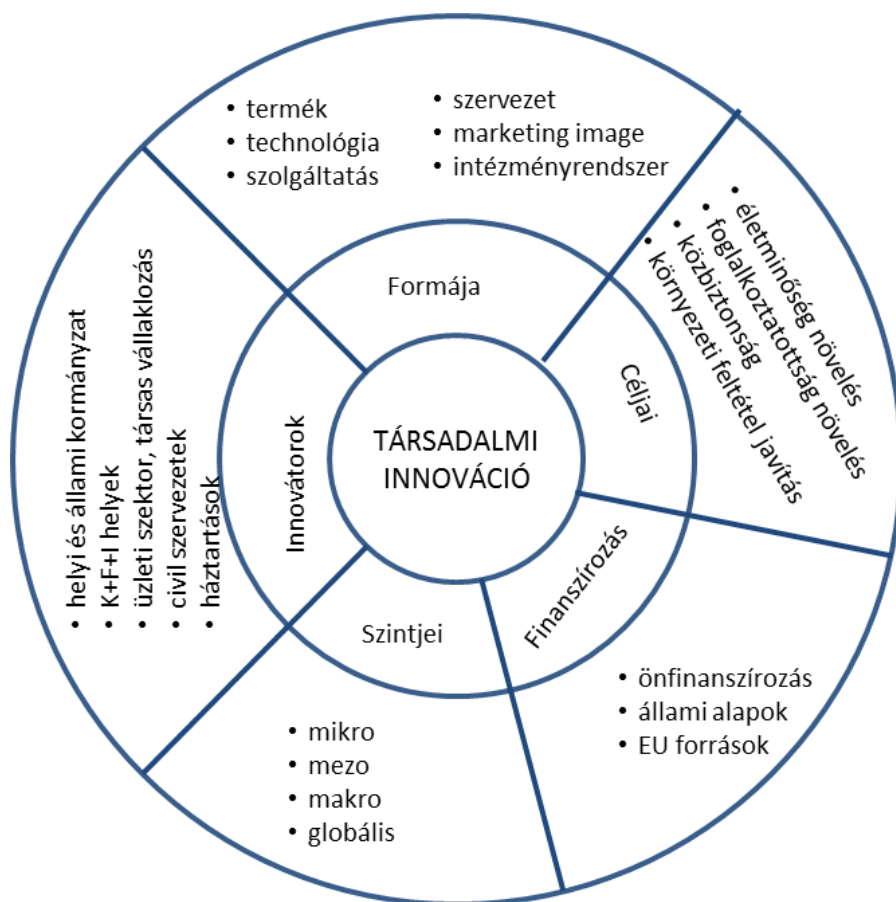 TÁRSADALMI
INNOVÁCIÓ
Formája
• termék
• technológia
• szolgáltatás
• szervezet
• marketing image
• intézményrendszer
Céljai
• életminőség növelés
• foglalkoztatottság növelés
• közbiztonság
• környezeti feltétel javítás
Finanszírozás
• önfinanszírozás
• állami alapok
• EU források
Szintjei
• mikro
• mezo
• makro
• globális
Innovátorok
• helyi és állami kormányzat
• K+F+I helyek
• üzleti szektor, társas vállaklozás
• civil szervezetek
• háztartások